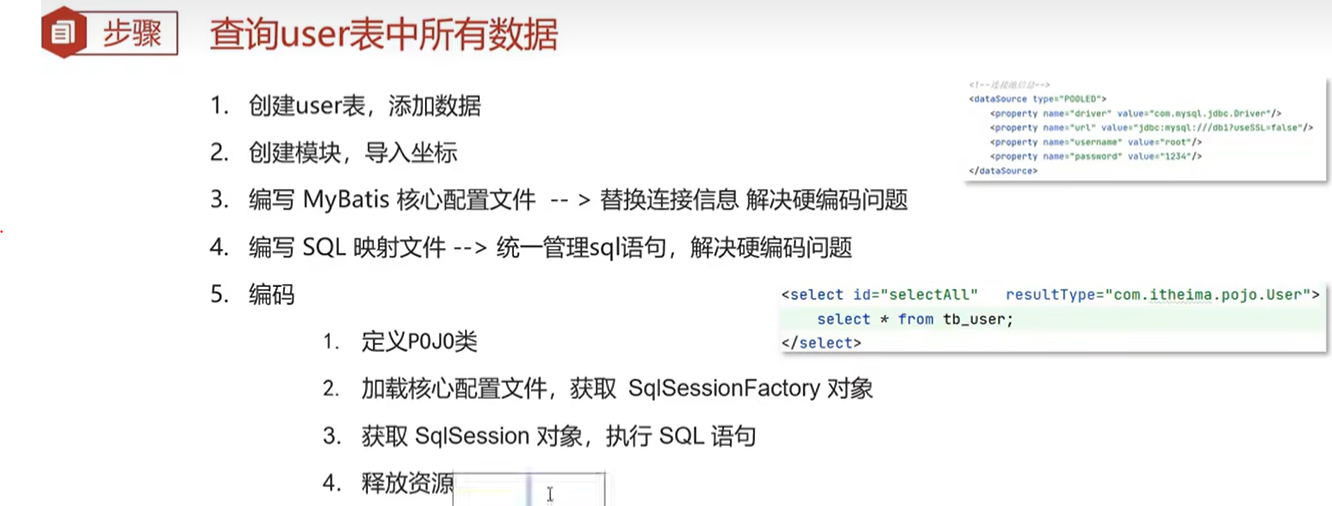 步骤
查询user表中所有数据
1. 创建user表，添加数据
2. 创建模块，导入坐标
3. 编写 MyBatis 核心配置文件 -- > 替换连接信息 解决硬编码问题
4. 编写 SQL 映射文件 --> 统一管理sql语句，解决硬编码问题
5. 编码
1. 定义POJO类
2. 加载核心配置文件，获取 SqlSessionFactory 对象
3. 获取 SqlSession 对象，执行 SQL 语句
4. 释放资源
<!--连接池信息-->
<dataSource type="POOLED">
<property name="driver" value="com.mysql.jdbc.Driver"/>
<property name="url" value="jdbc:mysql:///db1?useSSL=false"/>
<property name="username" value="root"/>
<property name="password" value="1234"/>
</dataSource>
<select id="selectAll" resultType="com.itheima.pojo.User">
select * from tb_user;
</select>